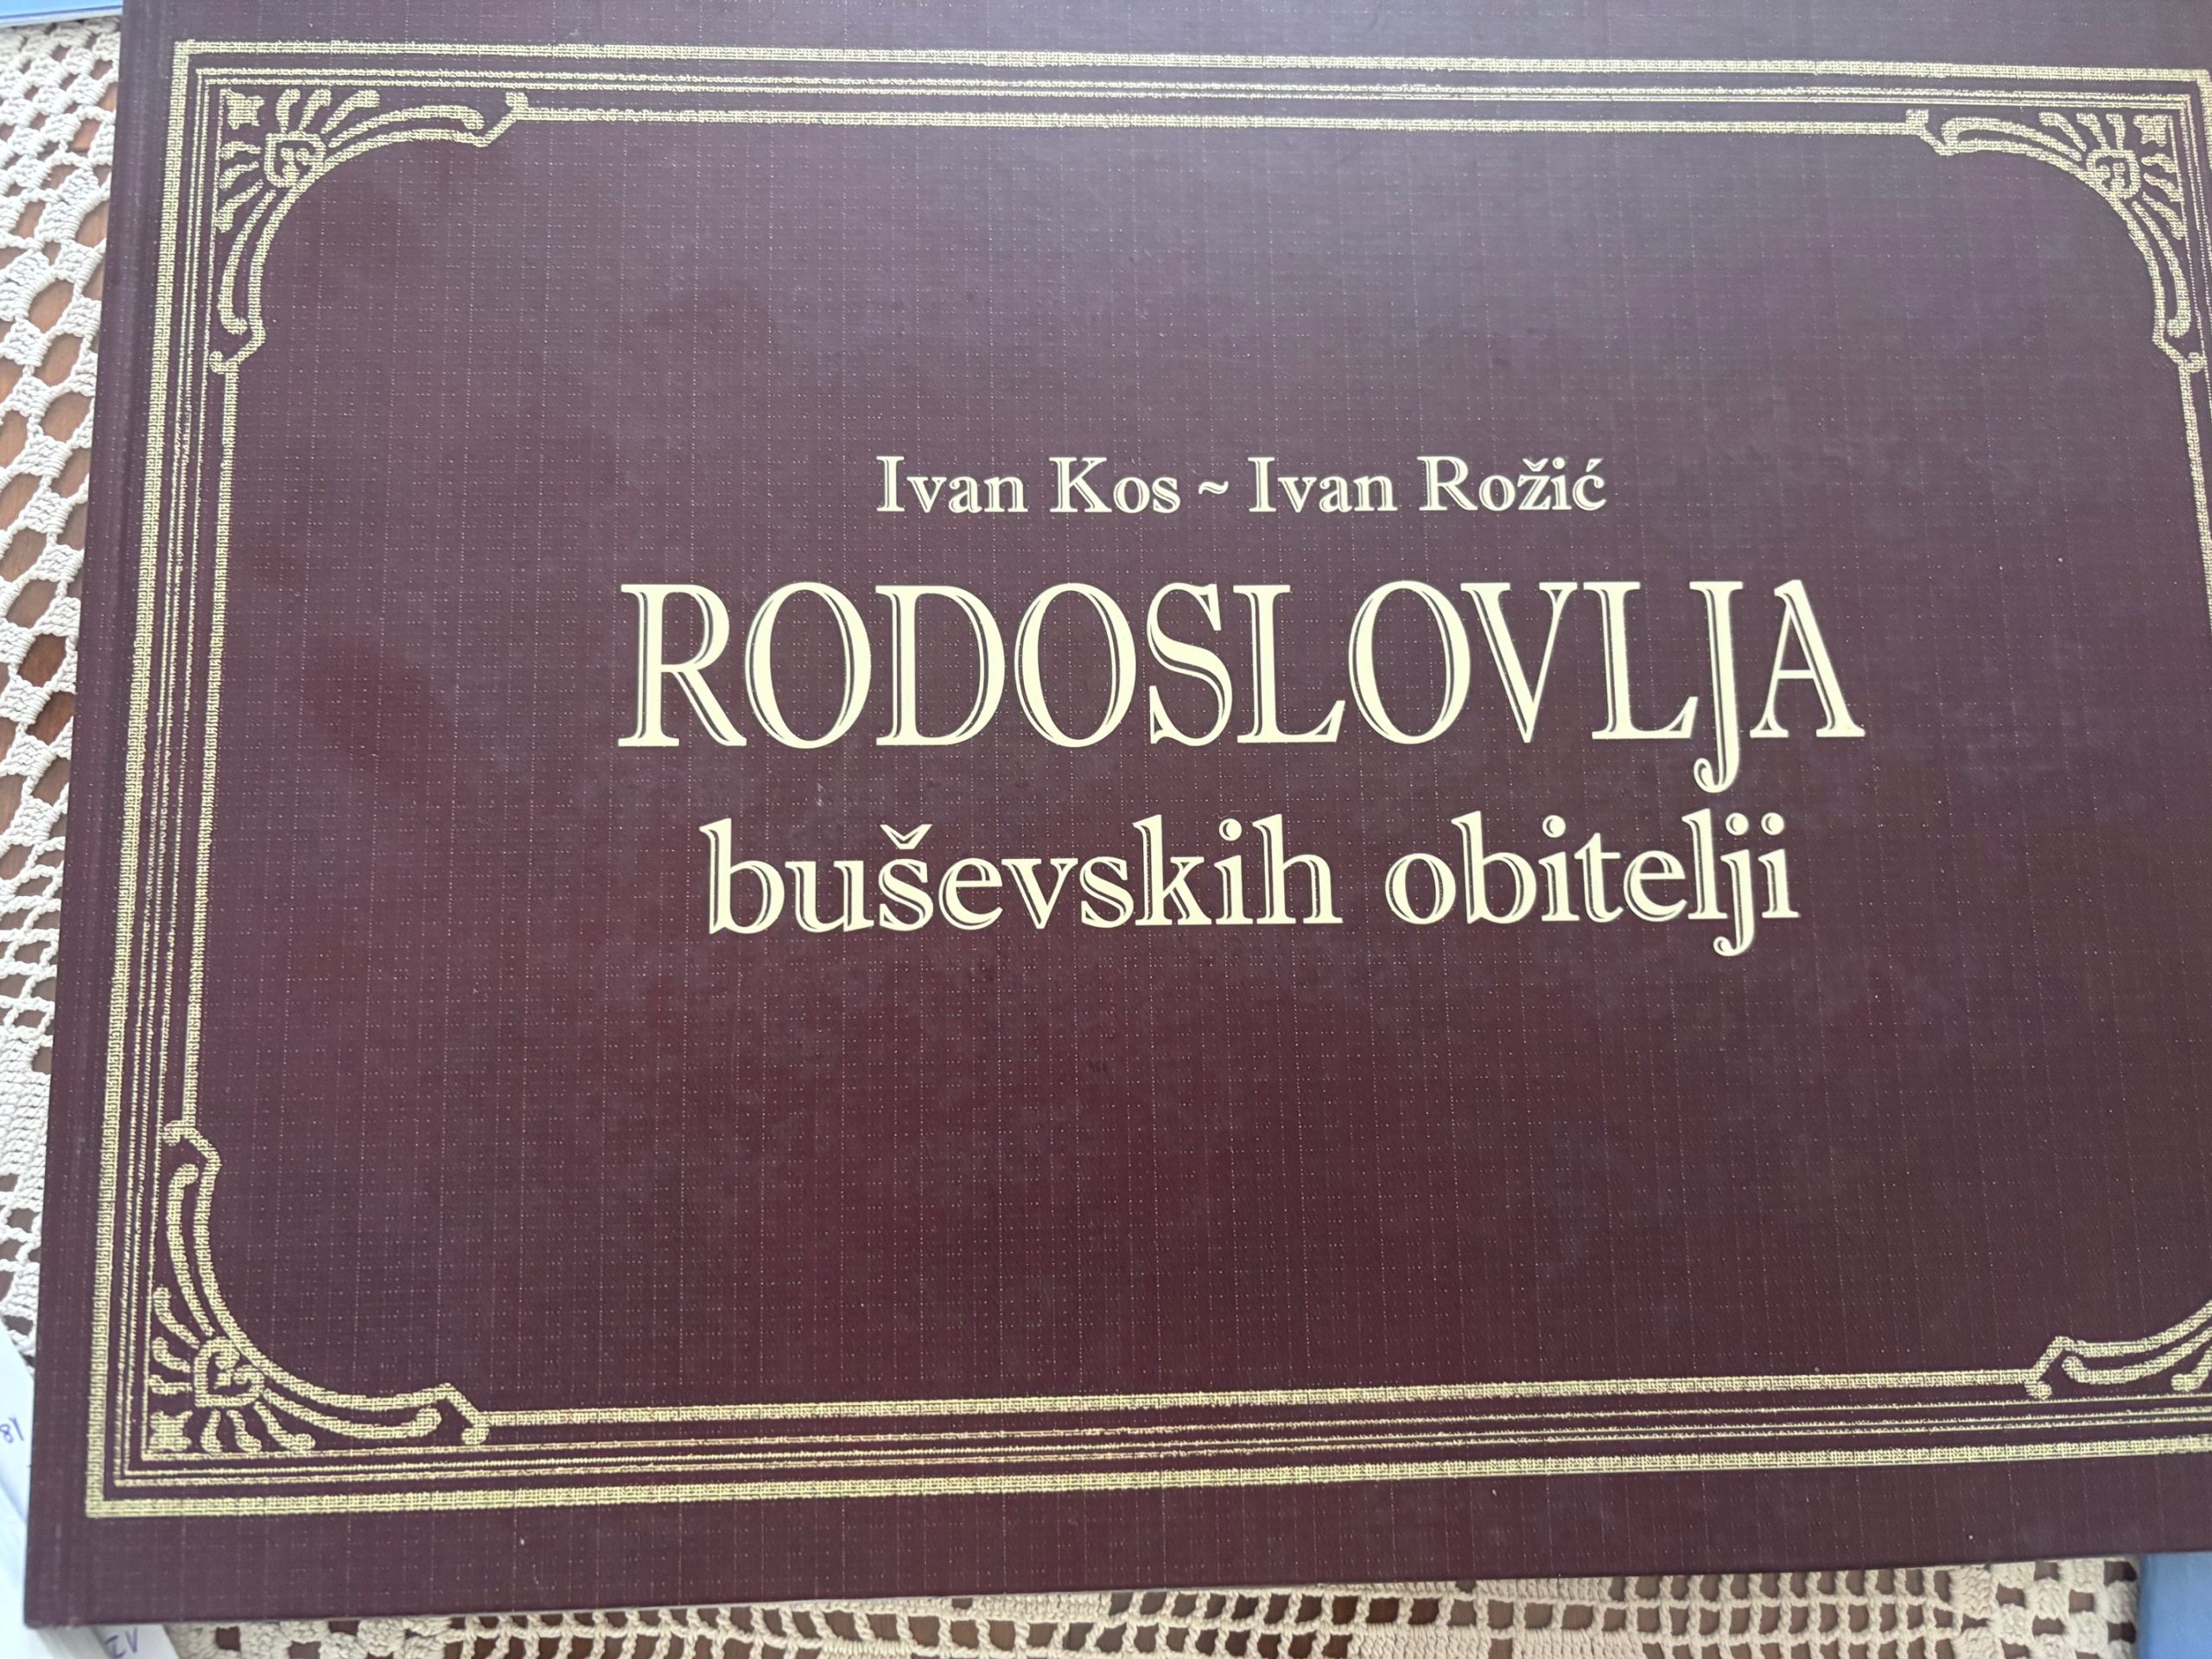 Ivan Kos ~ Ivan Rožić
RODOSLOVLJA
buševskih obitelji